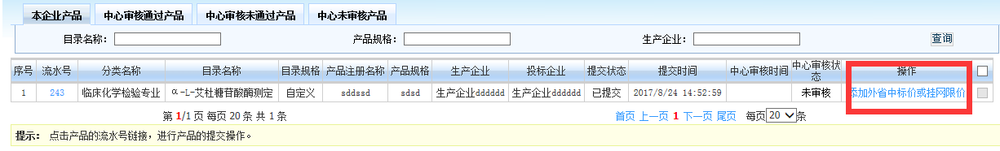 本企业产品 中心审核通过产品 中心审核未通过产品 中心未审核产品
目录名称： 产品规格： 生产企业： 查询
序号 流水号 分类名称 目录名称 目录规格 产品注册名称 产品规格 生产企业 投标企业 提交状态 提交时间 中心审核时间 中心审核状态 操作
1 243 临床化学检验专业 α-L-艾杜糖苷酸酶测定 自定义 sddssd sdsd 生产企业dddddd 生产企业dddddd 已提交 2017/8/24 14:52:59 未审核 添加外省中标价或挂网限价
第 1/1 页 每页 20 条 共 1 条 首页 上一页 1 下一页 尾页 每页 20 条
提示： 点击产品的流水号链接，进行产品的提交操作。